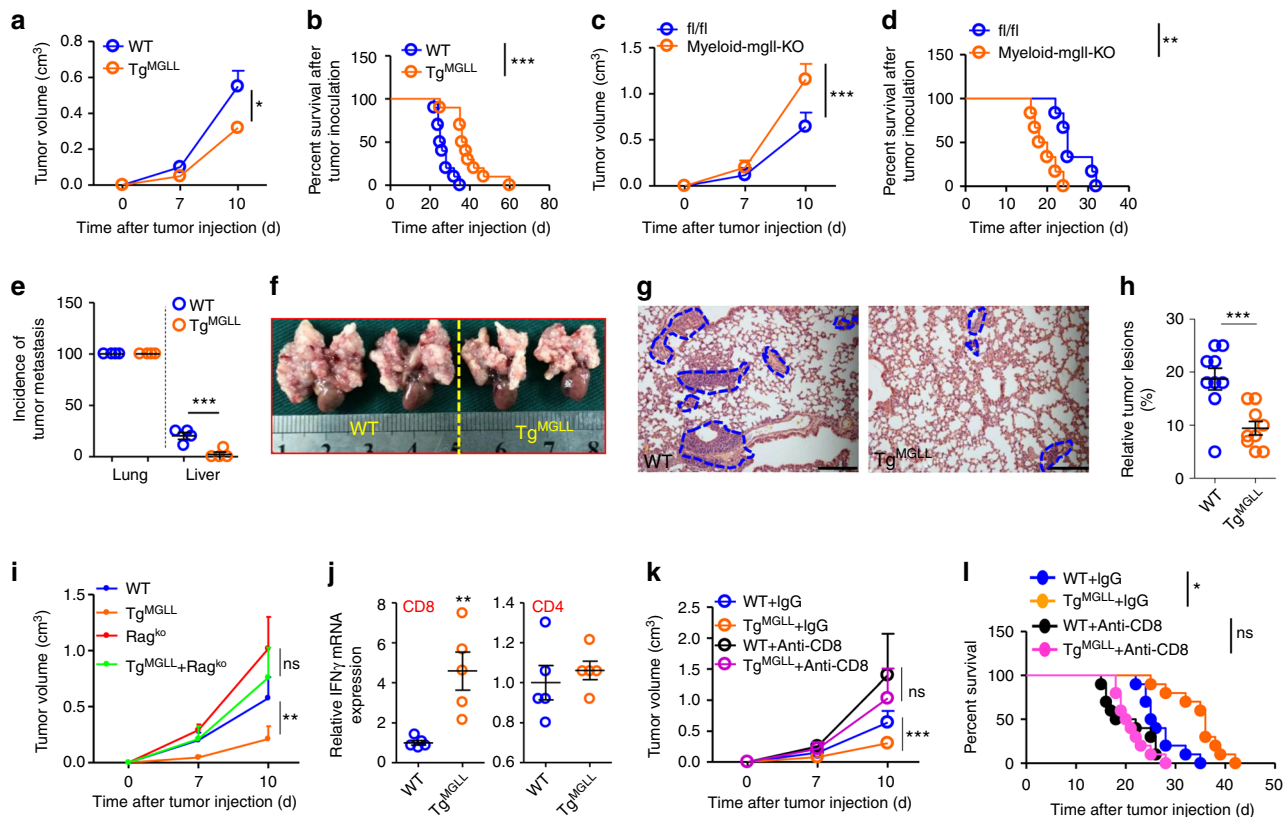 a
WT
Tg^MGLL
Tumor volume (cm³)
0.8
0.6
0.4
0.2
0.0
*
0 7 10
Time after tumor injection (d)
b
WT
Tg^MGLL
***
Percent survival after
tumor inoculation
150
100
50
0
0 20 40 60 80
Time after injection (d)
c
fl/fl
Myeloid-mgll-KO
Tumor volume (cm³)
1.5
1.0
0.5
0.0
***
0 7 10
Time after tumor injection (d)
d
fl/fl
Myeloid-mgll-KO
**
Percent survival after
tumor inoculation
150
100
50
0
0 10 20 30 40
Time after injection (d)
e
WT
Tg^MGLL
Incidence of
tumor metastasis
150
100
50
0
***
Lung Liver
f
WT
Tg^MGLL
1 2 3 4 5 6 7 8
g
WT
Tg^MGLL
h
***
Relative tumor lesions
(%)
30
20
10
0
WT
Tg^MGLL
i
WT
Tg^MGLL
Rag^ko
Tg^MGLL+Rag^ko
Tumor volume (cm³)
1.5
1.0
0.5
0.0
ns
**
0 7 10
Time after tumor injection (d)
j
CD8
**
Relative IFNγ mRNA
expression
8
6
4
2
0
WT
Tg^MGLL
CD4
1.4
1.2
1.0
0.8
0.6
WT
Tg^MGLL
k
WT+IgG
Tg^MGLL+IgG
WT+Anti-CD8
Tg^MGLL+Anti-CD8
Tumor volume (cm³)
2.5
2.0
1.5
1.0
0.5
0.0
ns
***
0 7 10
Time after tumor injection (d)
l
WT+IgG
Tg^MGLL+IgG
WT+Anti-CD8
Tg^MGLL+Anti-CD8
*
ns
Percent survival
150
100
50
0
0 10 20 30 40 50
Time after tumor injection (d)